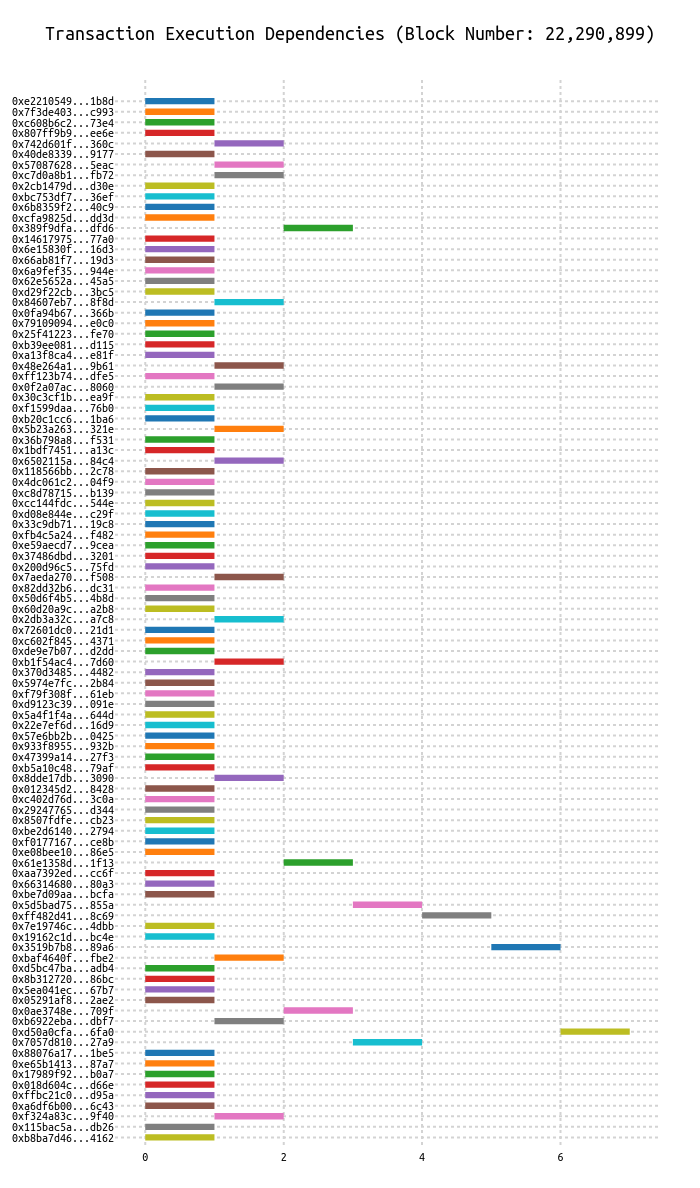 Transaction Execution Dependencies (Block Number: 22,290,899)
0xe2210549...1b8d
0x7f3de403...c993
0xc608b6c2...73e4
0x807ff9b9...ee6e
0x742d601f...360c
0x40de8339...9177
0x57087628...5eac
0xc7d0a8b1...fb72
0x2cb1479d...d30e
0xbc753df7...36ef
0x6b8359f2...40c9
0xcfa9825d...dd3d
0x389f9dfa...dfd6
0x14617975...77a0
0x6e15830f...16d3
0x66ab81f7...19d3
0x6a9fef35...944e
0x62e5652a...45a5
0xd29f22cb...3bc5
0x84607eb7...8f8d
0x0fa94b67...366b
0x79109094...e0c0
0x25f41223...fe70
0xb39ee081...d115
0xa13f8ca4...e81f
0x48e264a1...9b61
0xff123b74...dfe5
0x0f2a07ac...8060
0x30c3cf1b...ea9f
0xf1599daa...76b0
0xb20c1cc6...1ba6
0x5b23a263...321e
0x36b798a8...f531
0x1bdf7451...a13c
0x6502115a...84c4
0x118566bb...2c78
0x4dc061c2...04f9
0xc8d78715...b139
0xcc144fdc...544e
0xd08e844e...c29f
0x33c9db71...19c8
0xfb4c5a24...f482
0xe59aecd7...9cea
0x37486dbd...3201
0x200d96c5...75fd
0x7aeda270...f508
0x82dd32b6...dc31
0x50d6f4b5...4b8d
0x60d20a9c...a2b8
0x2db3a32c...a7c8
0x72601dc0...21d1
0xc602f845...4371
0xde9e7b07...d2dd
0xb1f54ac4...7d60
0x370d3485...4482
0x5974e7fc...2b84
0xf79f308f...61eb
0xd9123c39...091e
0x5a4f1f4a...644d
0x22e7ef6d...16d9
0x57e6bb2b...0425
0x933f8955...932b
0x47399a14...27f3
0xb5a10c48...79af
0x8dde17db...3090
0x012345d2...8428
0xc402d76d...3c0a
0x29247765...d344
0x8507fdfe...cb23
0xbe2d6140...2794
0xf0177167...ce8b
0xe08bee10...86e5
0x61e1358d...1f13
0xaa7392ed...cc6f
0x66314680...80a3
0xbe7d09aa...bcfa
0x5d5bad75...855a
0xff482d41...8c69
0x7e19746c...4dbb
0x19162c1d...bc4e
0x3519b7b8...89a6
0xbaf4640f...fbe2
0xd5bc47ba...adb4
0x8b312720...86bc
0x5ea041ec...67b7
0x05291af8...2ae2
0x0ae3748e...709f
0xb6922eba...dbf7
0xd50a0cfa...6fa0
0x7057d810...27a9
0x88076a17...1be5
0xe65b1413...87a7
0x17989f92...b0a7
0x018d604c...d66e
0xffbc21c0...d95a
0xa6df6b00...6c43
0xf324a83c...9f40
0x115bac5a...db26
0xb8ba7d46...4162
0 2 4 6